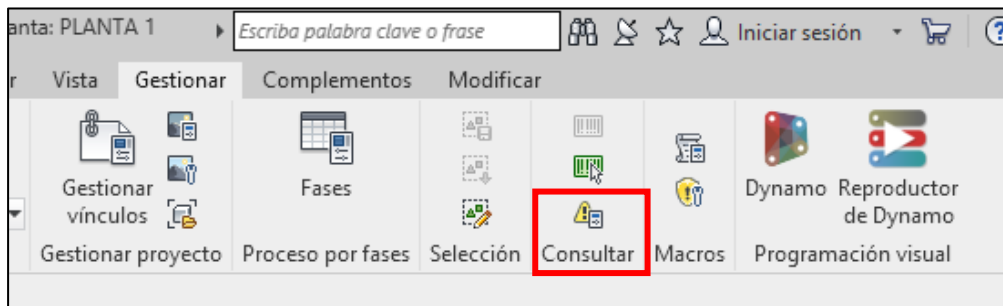 anta: PLANTA 1 Escriba palabra clave o frase Iniciar sesión
r Vista Gestionar Complementos Modificar
Gestionar vínculos
Fases
Dynamo
Reproductor de Dynamo
Gestionar proyecto Proceso por fases Selección Consultar Macros Programación visual